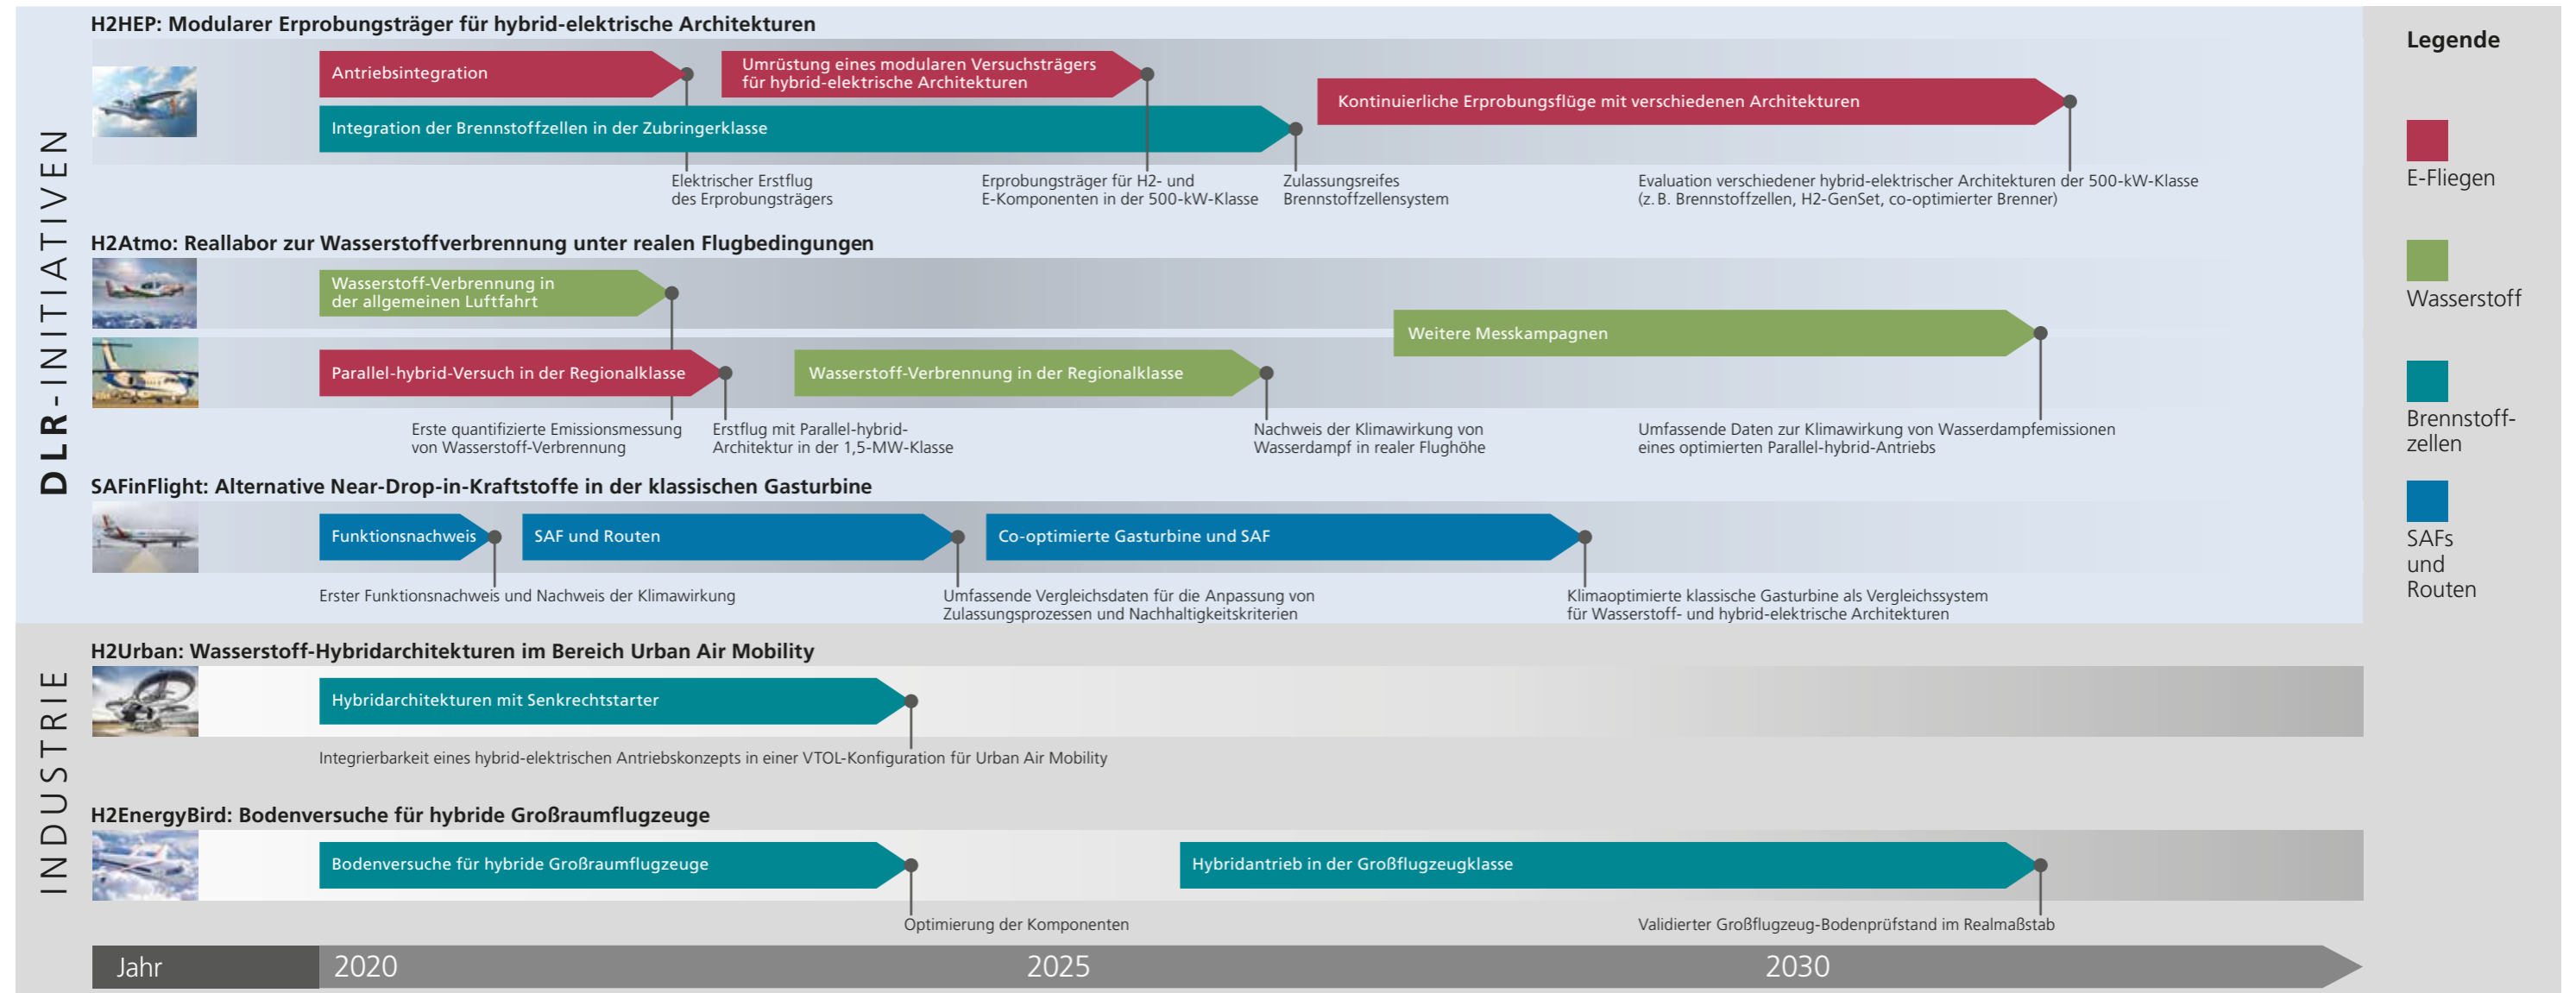 H2HEP: Modularer Erprobungsträger für hybrid-elektrische Architekturen
Antriebsintegration
Umrüstung eines modularen Versuchsträgers
für hybrid-elektrische Architekturen
Kontinuierliche Erprobungsflüge mit verschiedenen Architekturen
Integration der Brennstoffzellen in der Zubringerklasse
Elektrischer Erstflug
des Erprobungsträgers
Erprobungsträger für H2- und
E-Komponenten in der 500-kW-Klasse
Zulassungsreifes
Brennstoffzellensystem
Evaluation verschiedener hybrid-elektrischer Architekturen der 500-kW-Klasse
(z. B. Brennstoffzellen, H2-GenSet, co-optimierter Brenner)
H2Atmo: Reallabor zur Wasserstoffverbrennung unter realen Flugbedingungen
Wasserstoff-Verbrennung in
der allgemeinen Luftfahrt
Weitere Messkampagnen
Parallel-hybrid-Versuch in der Regionalklasse
Wasserstoff-Verbrennung in der Regionalklasse
Erste quantifizierte Emissionsmessung
von Wasserstoff-Verbrennung
Erstflug mit Parallel-hybrid-
Architektur in der 1,5-MW-Klasse
Nachweis der Klimawirkung von
Wasserdampf in realer Flughöhe
Umfassende Daten zur Klimawirkung von Wasserdampfemissionen
eines optimierten Parallel-hybrid-Antriebs
SAFinFlight: Alternative Near-Drop-in-Kraftstoffe in der klassischen Gasturbine
Funktionsnachweis
SAF und Routen
Co-optimierte Gasturbine und SAF
Erster Funktionsnachweis und Nachweis der Klimawirkung
Umfassende Vergleichsdaten für die Anpassung von
Zulassungsprozessen und Nachhaltigkeitskriterien
Klimaoptimierte klassische Gasturbine als Vergleichssystem
für Wasserstoff- und hybrid-elektrische Architekturen
DLR-INITIATIVEN
H2Urban: Wasserstoff-Hybridarchitekturen im Bereich Urban Air Mobility
Hybridarchitekturen mit Senkrechtstarter
Integrierbarkeit eines hybrid-elektrischen Antriebskonzepts in einer VTOL-Konfiguration für Urban Air Mobility
H2EnergyBird: Bodenversuche für hybride Großraumflugzeuge
Bodenversuche für hybride Großraumflugzeuge
Hybridantrieb in der Großflugzeugklasse
Optimierung der Komponenten
Validierter Großflugzeug-Bodenprüfstand im Realmaßstab
INDUSTRIE
Jahr
2020
2025
2030
Legende
E-Fliegen
Wasserstoff
Brennstoff-
zellen
SAFs
und
Routen